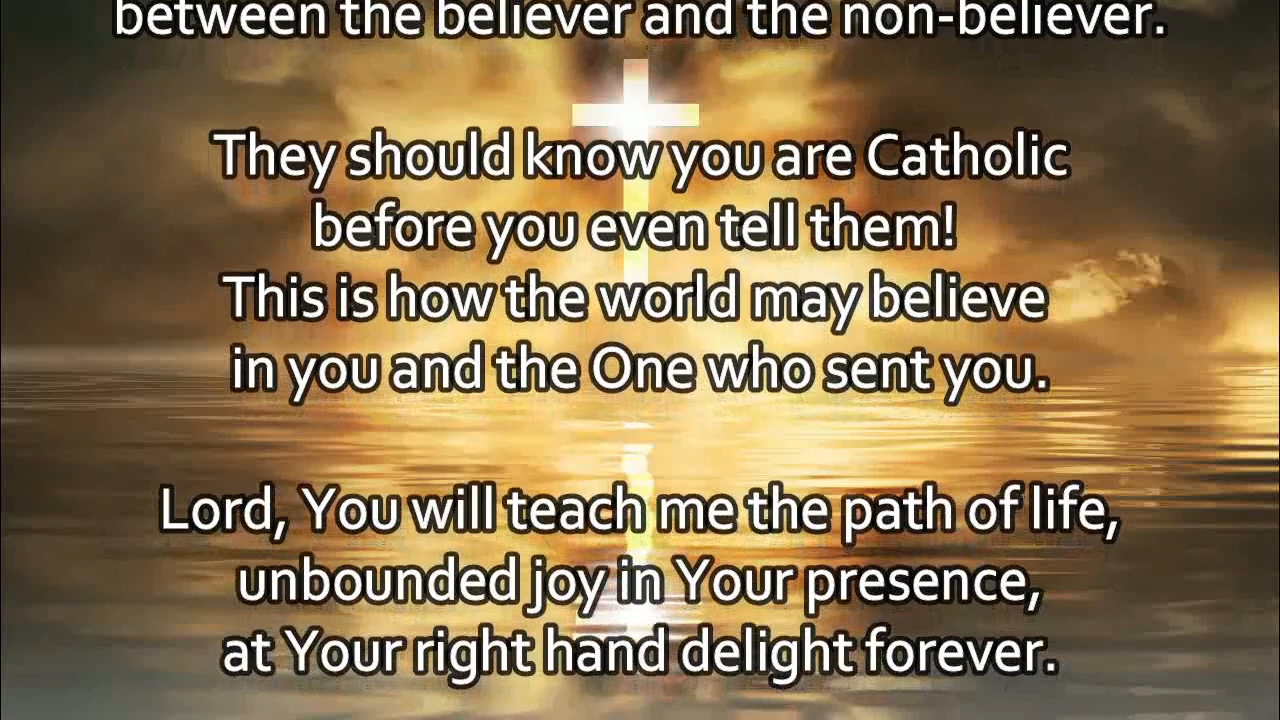 between the believer and the non-believer.
They should know you are Catholic
before you even tell them!
This is how the world may believe
in you and the One who sent you.
Lord, You will teach me the path of life,
unbounded joy in Your presence,
at Your right hand delight forever.